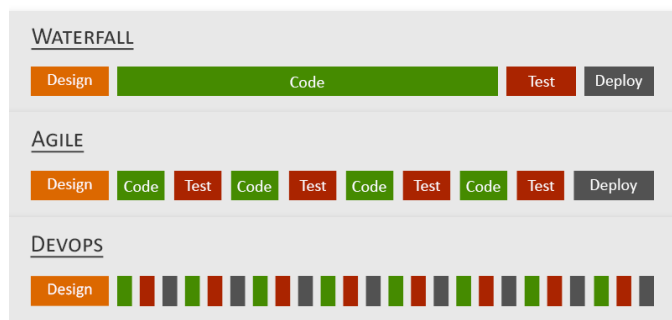 WATERFALL
Design Code Test Deploy
AGILE
Design Code Test Code Test Code Test Code Test Deploy
DEVOPS
Design